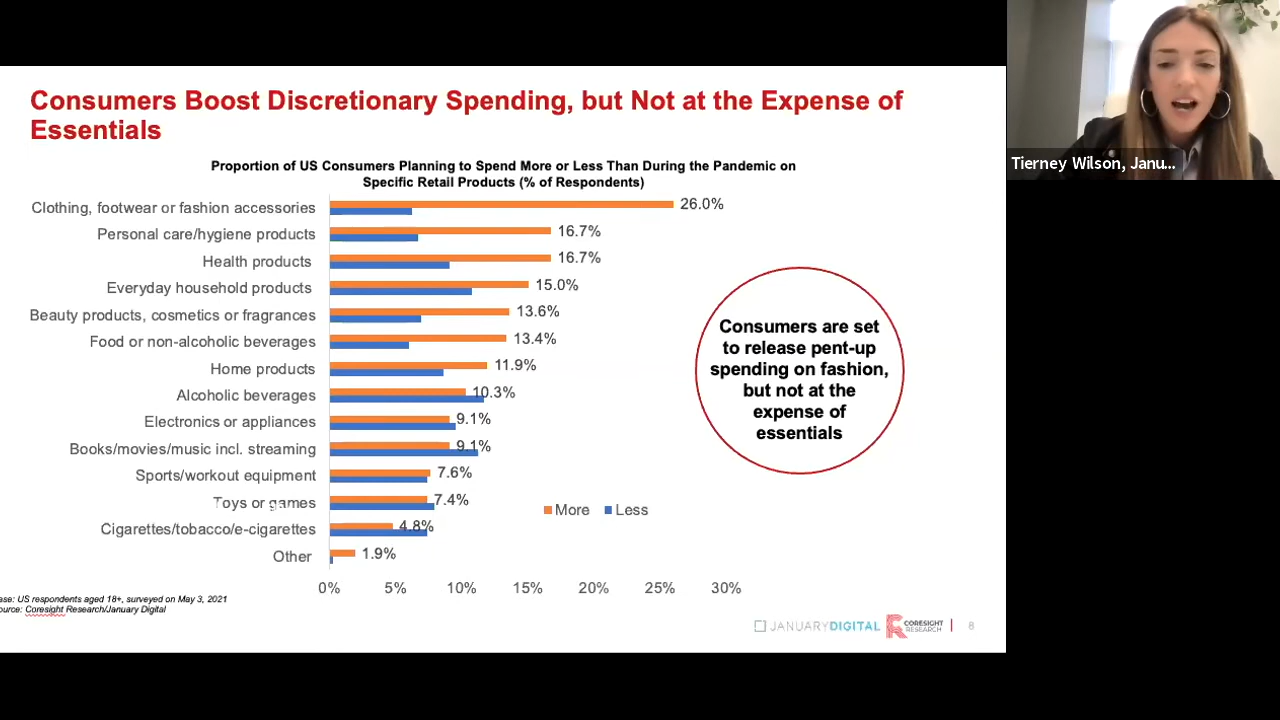 Consumers Boost Discretionary Spending, but Not at the Expense of
Essentials
Proportion of US Consumers Planning to Spend More or Less Than During the Pandemic on
Specific Retail Products (% of Respondents)
Clothing, footwear or fashion accessories 26.0%
Personal care/hygiene products 16.7%
Health products 16.7%
Everyday household products 15.0%
Beauty products, cosmetics or fragrances 13.6%
Food or non-alcoholic beverages 13.4%
Home products 11.9%
Alcoholic beverages 10.3%
Electronics or appliances 9.1%
Books/movies/music incl. streaming 9.1%
Sports/workout equipment 7.6%
Toys or games 7.4%
Cigarettes/tobacco/e-cigarettes 4.8%
Other 1.9%
0% 5% 10% 15% 20% 25% 30%
More Less
Consumers are set
to release pent-up
spending on fashion,
but not at the
expense of
essentials
ase: US respondents aged 18+, surveyed on May 3, 2021
ource: Coresight Research/January Digital
JANUARYDIGITAL
CORESIGHT
RESEARCH
8
Tierney Wilson, Janu...